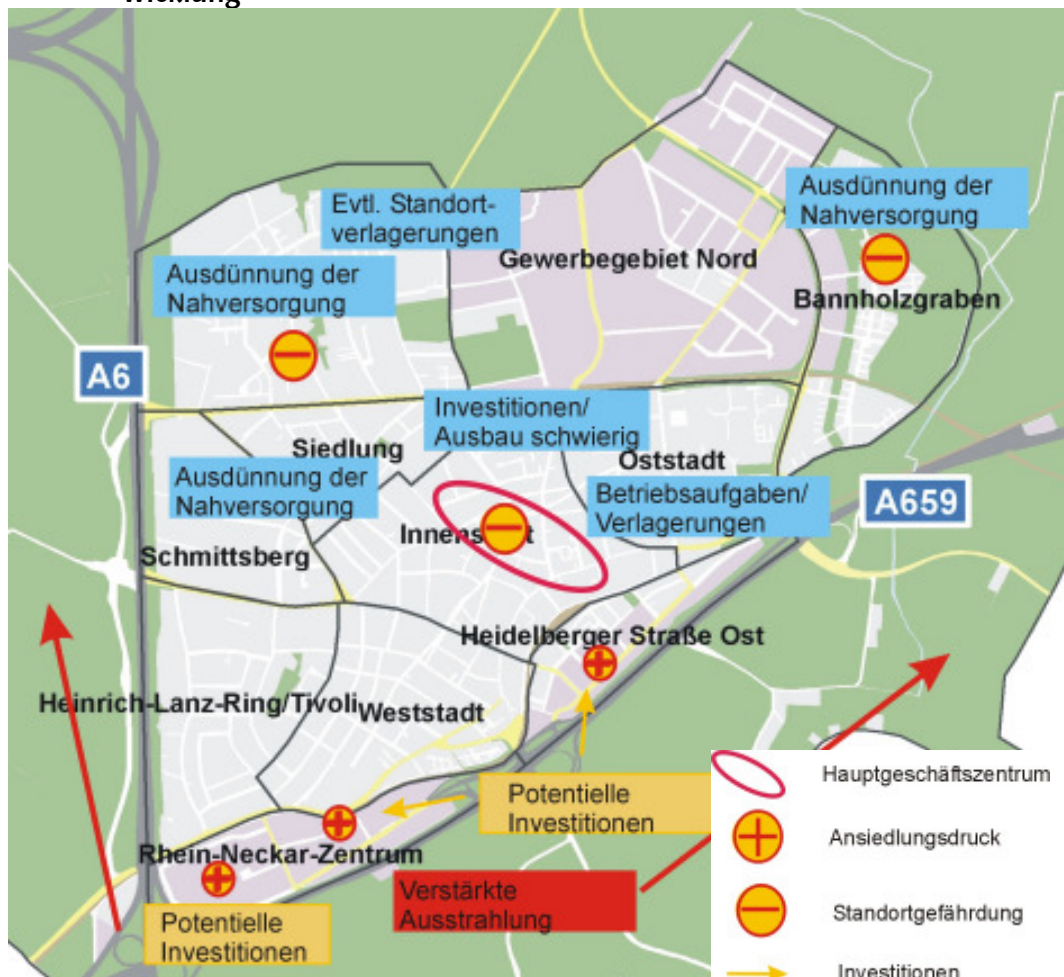 wicklung
Evtl. Standort-
verlagerungen
Ausdünnung der
Nahversorgung
Gewerbegebiet Nord
Bannholzgraben
Ausdünnung der
Nahversorgung
A6
Investitionen/
Ausbau schwierig
Siedlung
Oststadt
Ausdünnung der
Nahversorgung
Betriebsaufgaben/
Verlagerungen
A659
Schmittsberg
Heidelberger Straße Ost
Heinrich-Lanz-Ring/Tivoli
Weststadt
Potentielle
Investitionen
Rhein-Neckar-Zentrum
Verstärkte
Ausstrahlung
Potentielle
Investitionen
Hauptgeschäftszentrum
Ansiedlungsdruck
Standortgefährdung
Investitionen